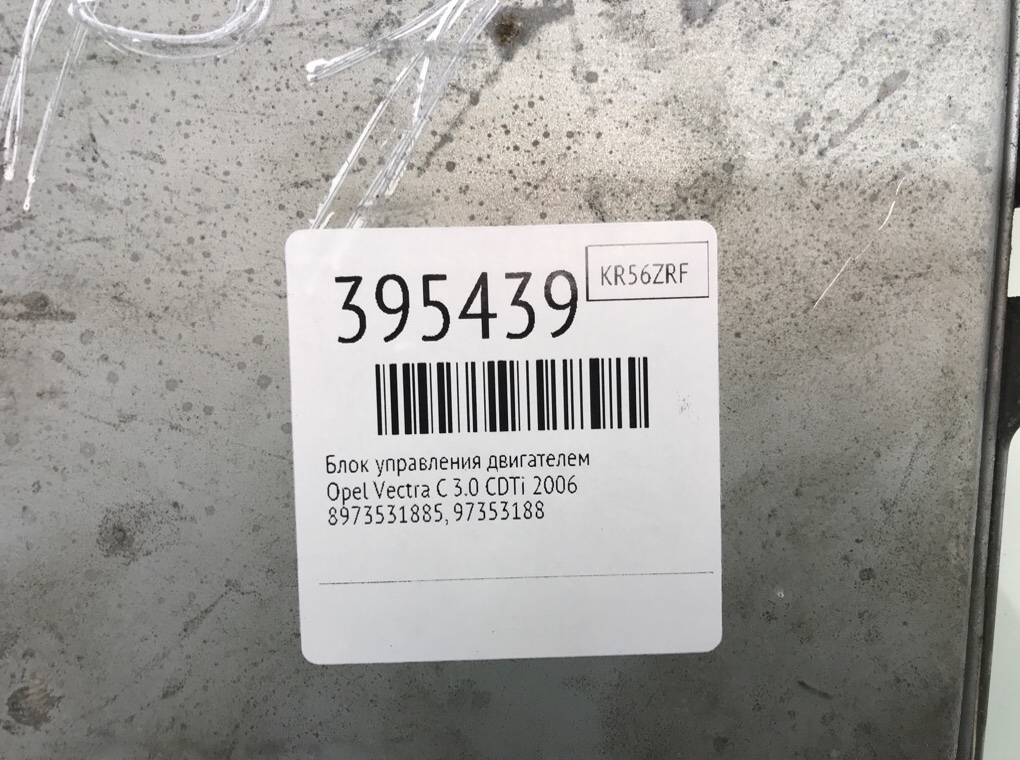 395439
KR56ZRF
Блок управления двигателем
Opel Vectra C 3.0 CDTi 2006
8973531885, 97353188